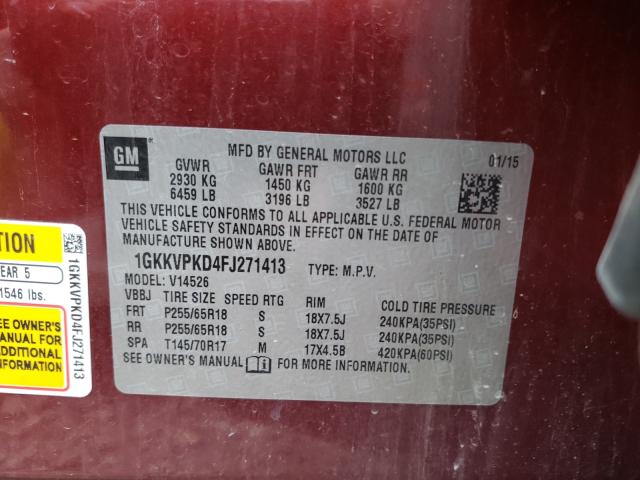 GM
MFD BY GENERAL MOTORS LLC
01/15
GVWR GAWR FRT GAWR RR
2930 KG 1450 KG 1600 KG
6459 LB 3196 LB 3527 LB
THIS VEHICLE CONFORMS TO ALL APPLICABLE U.S. FEDERAL MOTOR
VEHICLE SAFETY STANDARDS IN EFFECT ON THE DATE OF
MANUFACTURE SHOWN ABOVE.
1GKKVPKD4FJ271413 TYPE: M.P.V.
MODEL: V14526
VBBJ TIRE SIZE SPEED RTG RIM COLD TIRE PRESSURE
FRT P255/65R18 S 18X7.5J 240KPA(35PSI)
RR P255/65R18 S 18X7.5J 240KPA(35PSI)
SPA T145/70R17 M 17X4.5B 420KPA(60PSI)
SEE OWNER'S MANUAL FOR MORE INFORMATION.
TION
EAR 5
1546 lbs.
SEE OWNER'S
MANUAL FOR
ADDITIONAL
INFORMATION
1GKKVPKD4FJ271413